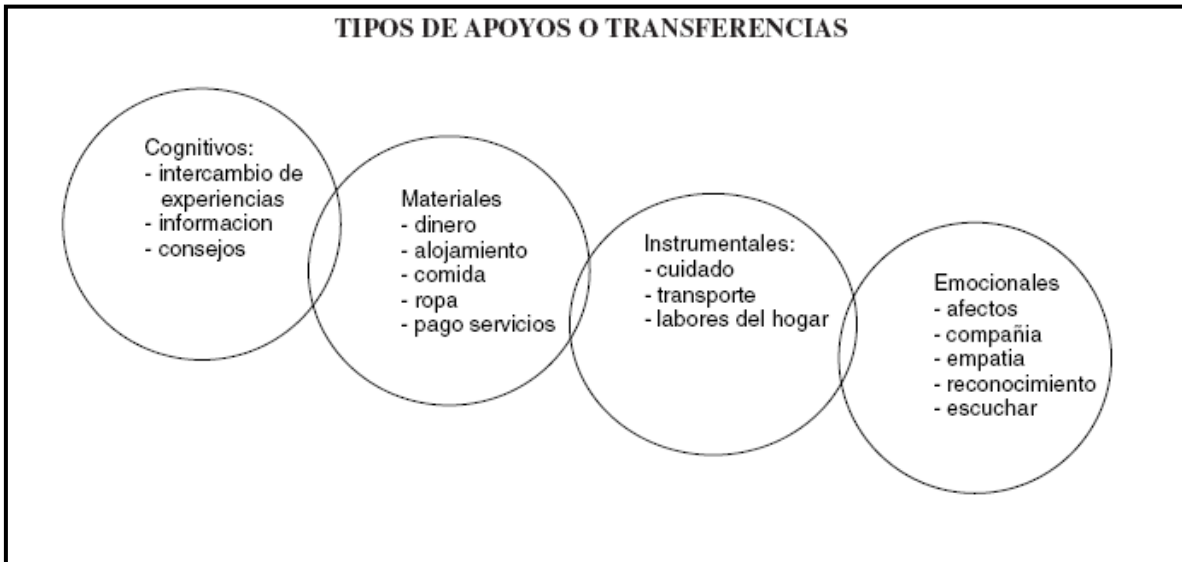 TIPOS DE APOYOS O TRANSFERENCIAS
Cognitivos:
- intercambio de
experiencias
- informacion
- consejos
Materiales
- dinero
- alojamiento
- comida
- ropa
- pago servicios
Instrumentales:
- cuidado
- transporte
- labores del hogar
Emocionales
- afectos
- compañia
- empatia
- reconocimiento
- escuchar